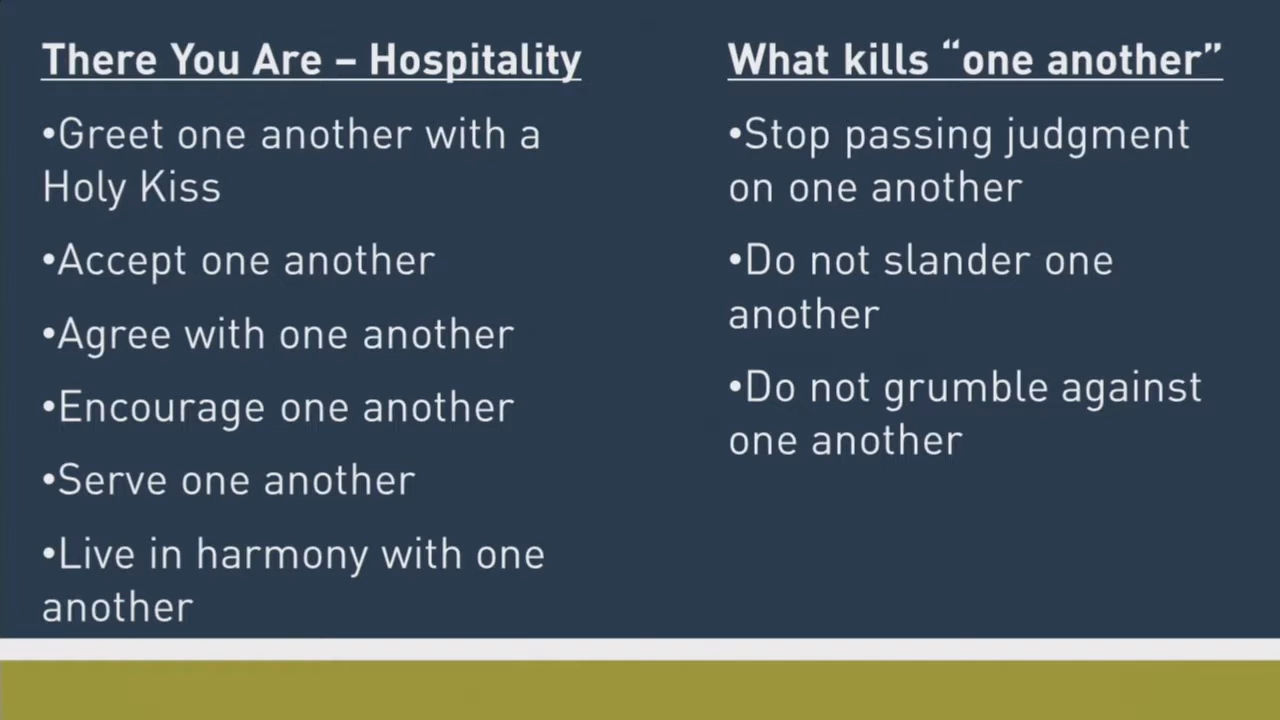 There You Are – Hospitality
•Greet one another with a
Holy Kiss
•Accept one another
•Agree with one another
•Encourage one another
•Serve one another
•Live in harmony with one
another
What kills “one another”
•Stop passing judgment
on one another
•Do not slander one
another
•Do not grumble against
one another